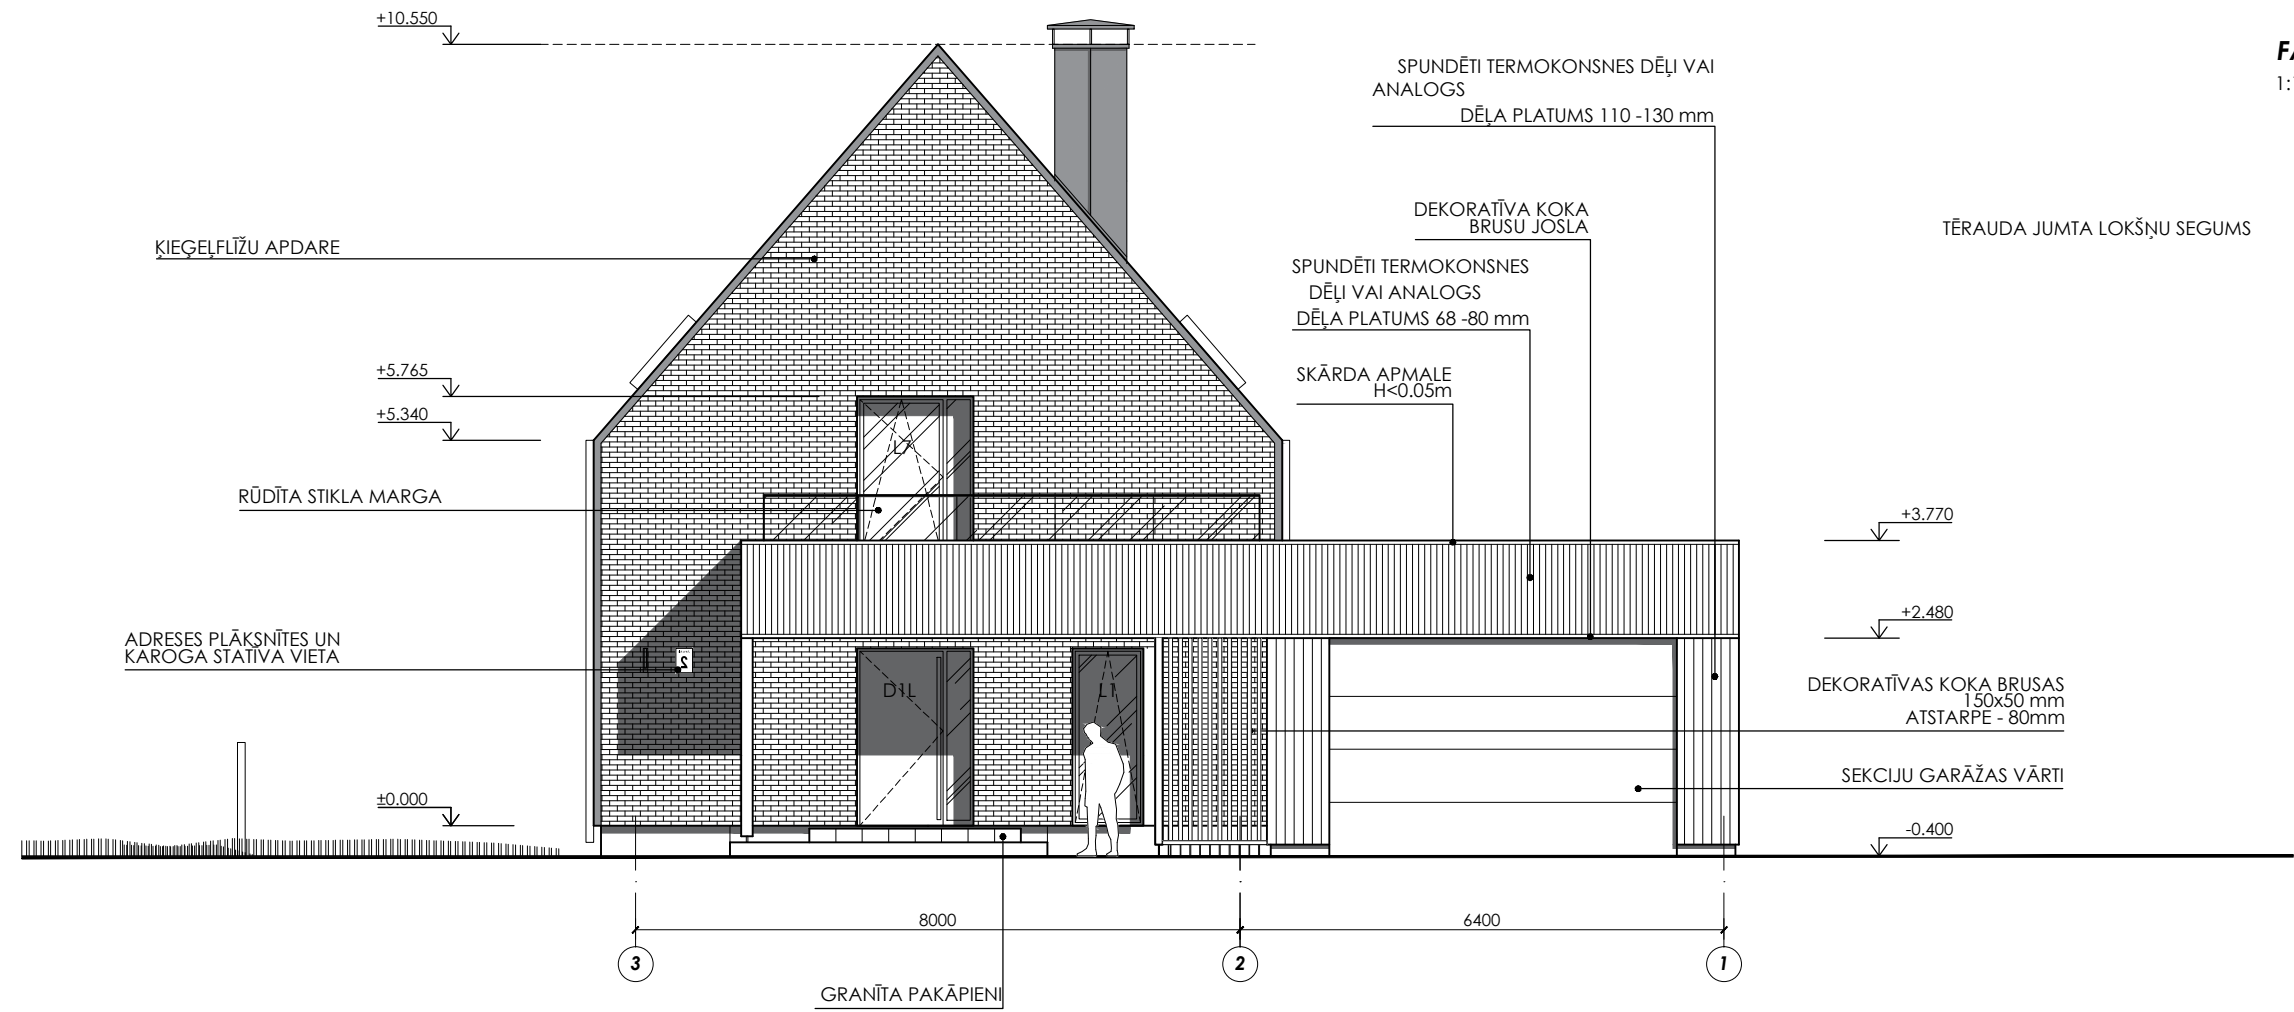 +10.550
FA
1:
SPUNDĒTI TERMOKONSNES DĒĻI VAI
ANALOGS
DĒĻA PLATUMS 110 -130 mm
DEKORATĪVA KOKA
BRUSU JOSLA
TĒRAUDA JUMTA LOKŠŅU SEGUMS
ĶIEĢEĻFLĪŽU APDARE
SPUNDĒTI TERMOKONSNES
DĒĻI VAI ANALOGS
DĒĻA PLATUMS 68 -80 mm
+5.765
SKĀRDA APMALE
H<0.05m
+5.340
L7
RŪDĪTA STIKLA MARGA
+3.770
+2.480
ADRESES PLĀKSNĪTES UN
KAROGA STATĪVA VIETA
2
D1L
L1
DEKORATĪVAS KOKA BRUSAS
150x50 mm
ATSTARPE - 80mm
SEKCIJU GARĀŽAS VĀRTI
±0.000
-0.400
8000
6400
3
2
1
GRANĪTA PAKĀPIENI